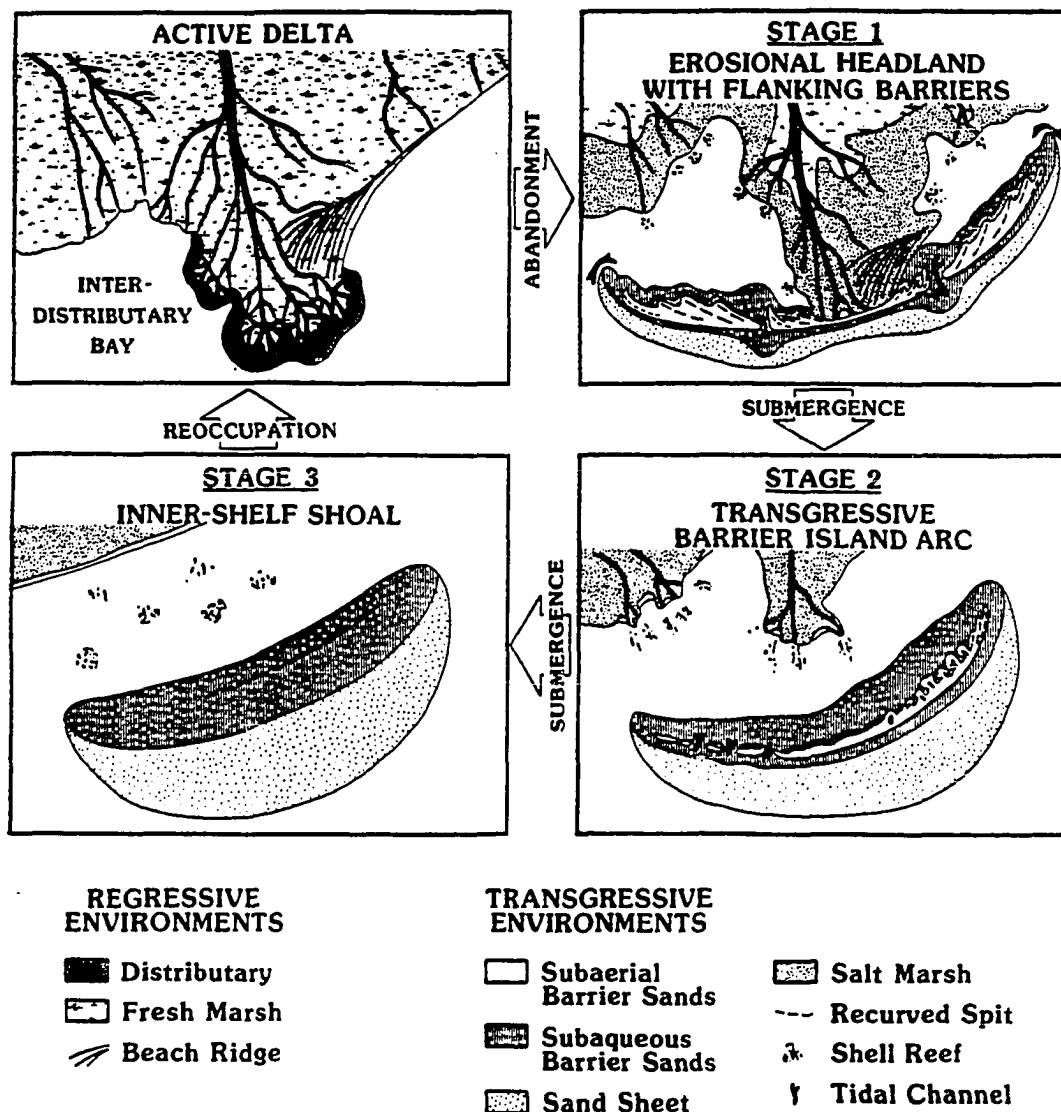 ACTIVE DELTA
INTER-
DISTRIBUTARY
BAY
ABANDONMENT
STAGE 1
EROSIONAL HEADLAND
WITH FLANKING BARRIERS
REOCCUPATION
SUBMERGENCE
STAGE 3
INNER-SHELF SHOAL
SUBMERGENCE
STAGE 2
TRANSGRESSIVE
BARRIER ISLAND ARC
REGRESSIVE
ENVIRONMENTS
Distributary
Fresh Marsh
Beach Ridge
TRANSGRESSIVE
ENVIRONMENTS
Subaerial
Barrier Sands
Subaqueous
Barrier Sands
Sand Sheet
Salt Marsh
Recurved Spit
Shell Reef
Tidal Channel